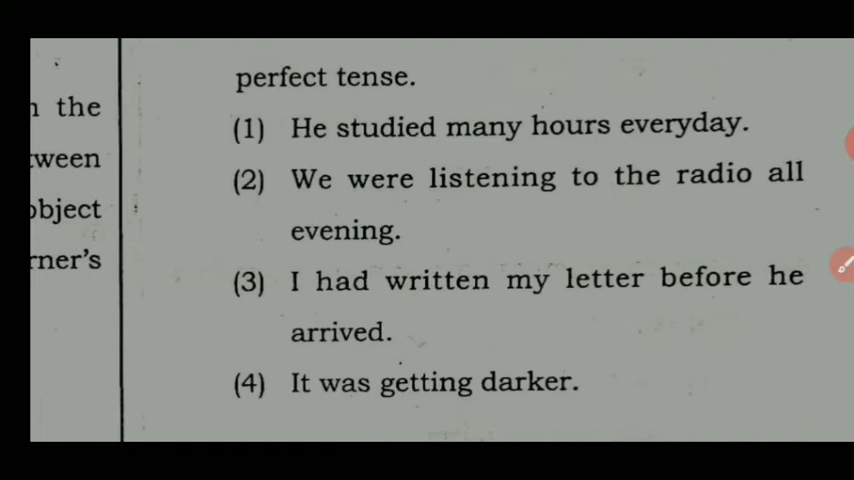 n the
tween
object
rner's
perfect tense.
(1) He studied many hours everyday.
(2) We were listening to the radio all
evening.
(3) I had written my letter before he
arrived.
(4) It was getting darker.